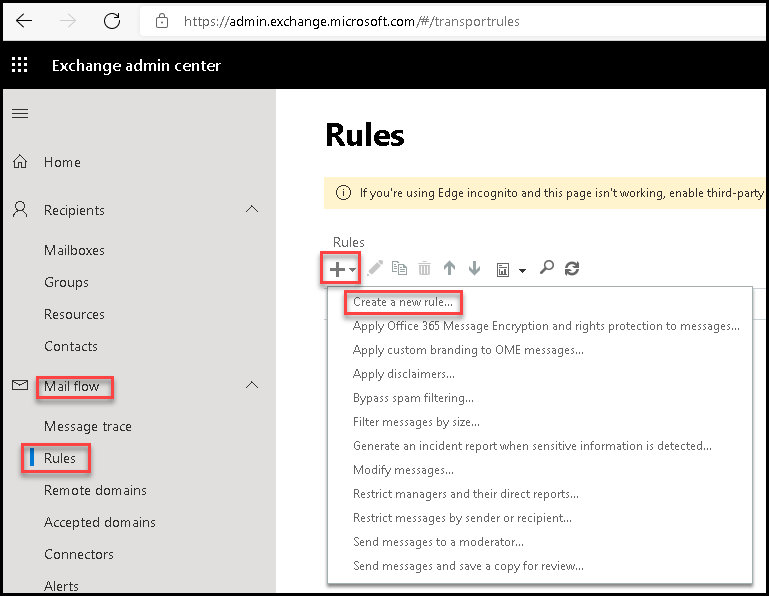 https://admin.exchange.microsoft.com/#/transportrules
Exchange admin center
Home
Recipients
Mailboxes
Groups
Resources
Contacts
Mail flow
Message trace
Rules
Remote domains
Accepted domains
Connectors
Alerts
Rules
If you're using Edge incognito and this page isn't working, enable third-party
Rules
Create a new rule...
Apply Office 365 Message Encryption and rights protection to messages...
Apply custom branding to OME messages...
Apply disclaimers...
Bypass spam filtering...
Filter messages by size...
Generate an incident report when sensitive information is detected...
Modify messages...
Restrict managers and their direct reports...
Restrict messages by sender or recipient...
Send messages to a moderator...
Send messages and save a copy for review...